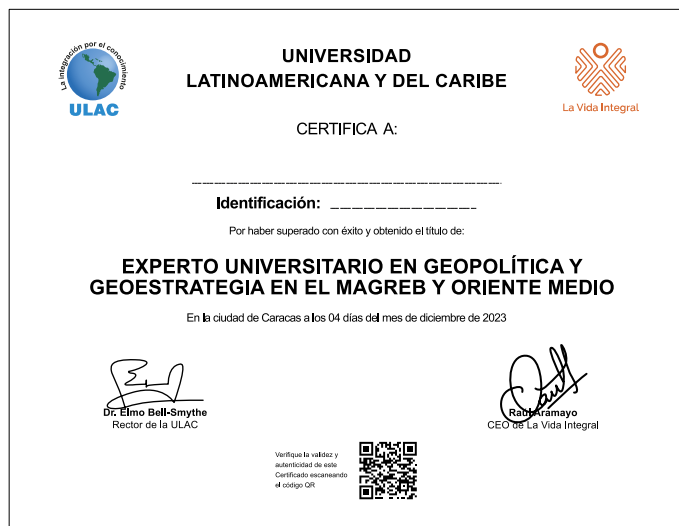 La integración por el conocimiento
ULAC
UNIVERSIDAD
LATINOAMERICANA Y DEL CARIBE
La Vida Integral
CERTIFICA A:
Identificación:
Por haber superado con éxito y obtenido el título de:
EXPERTO UNIVERSITARIO EN GEOPOLÍTICA Y
GEOESTRATEGIA EN EL MAGREB Y ORIENTE MEDIO
En la ciudad de Caracas a los 04 días del mes de diciembre de 2023
Dr. Elmo Bell-Smythe
Rector de la ULAC
Raúl Aramayo
CEO de La Vida Integral
Verifique la validez y
autenticidad de este
Certificado escaneando
el código QR